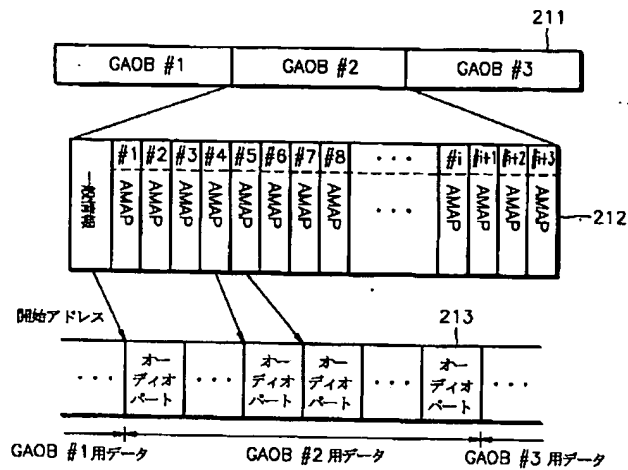 211
GAOB #1 GAOB #2 GAOB #3
#1 #2 #3 #4 #5 #6 #7 #8 ・・・ #i #i+1 #i+2 #i+3
一般情報 AMAP AMAP AMAP AMAP AMAP AMAP AMAP AMAP ・・・ AMAP AMAP AMAP AMAP
212
開始アドレス
213
・・・ オーディオパート ・・・ オーディオパート オーディオパート ・・・ オーディオパート ・・・
GAOB #1用データ GAOB #2用データ GAOB #3用データ